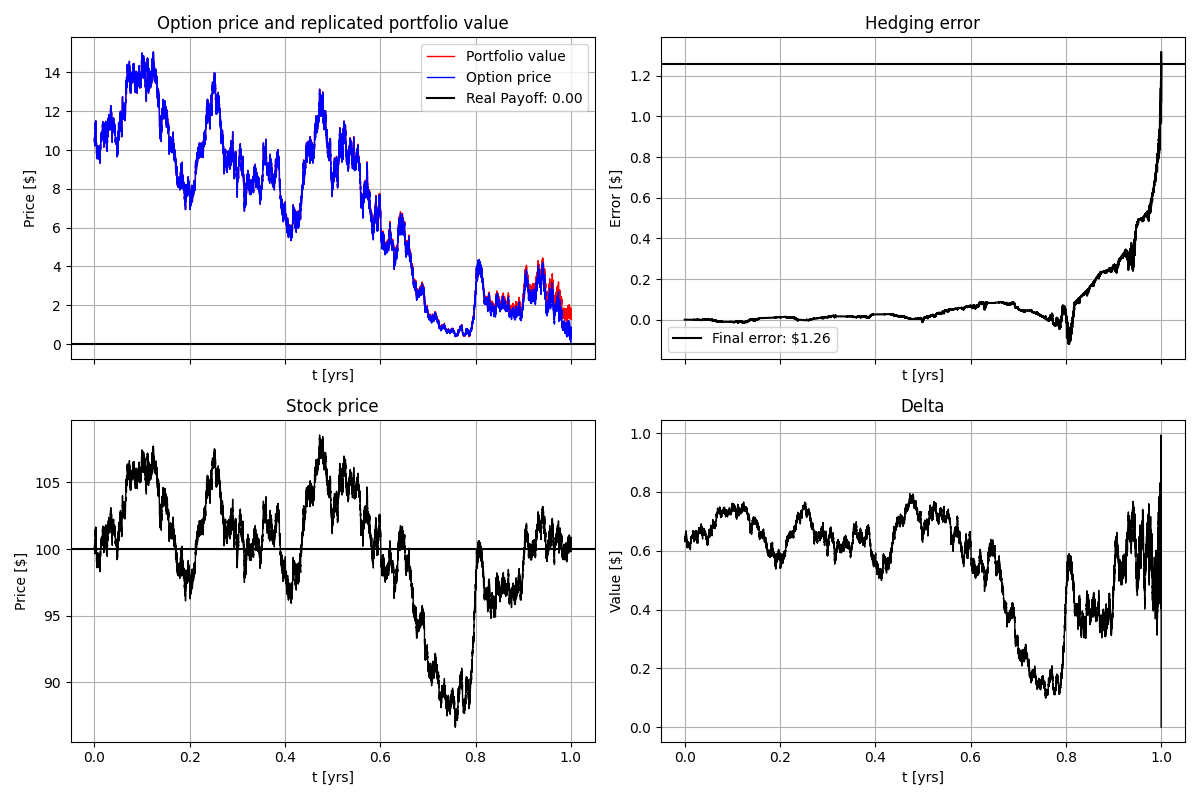 Option price and replicated portfolio value
Price [$]
14
12
10
8
6
4
2
0
Portfolio value
Option price
Real Payoff: 0.00
t [yrs]
Hedging error
Error [$]
1.2
1.0
0.8
0.6
0.4
0.2
0.0
Final error: $1.26
t [yrs]
Stock price
Price [$]
105
100
95
90
0.0 0.2 0.4 0.6 0.8 1.0
t [yrs]
Delta
Value [$]
1.0
0.8
0.6
0.4
0.2
0.0
0.0 0.2 0.4 0.6 0.8 1.0
t [yrs]